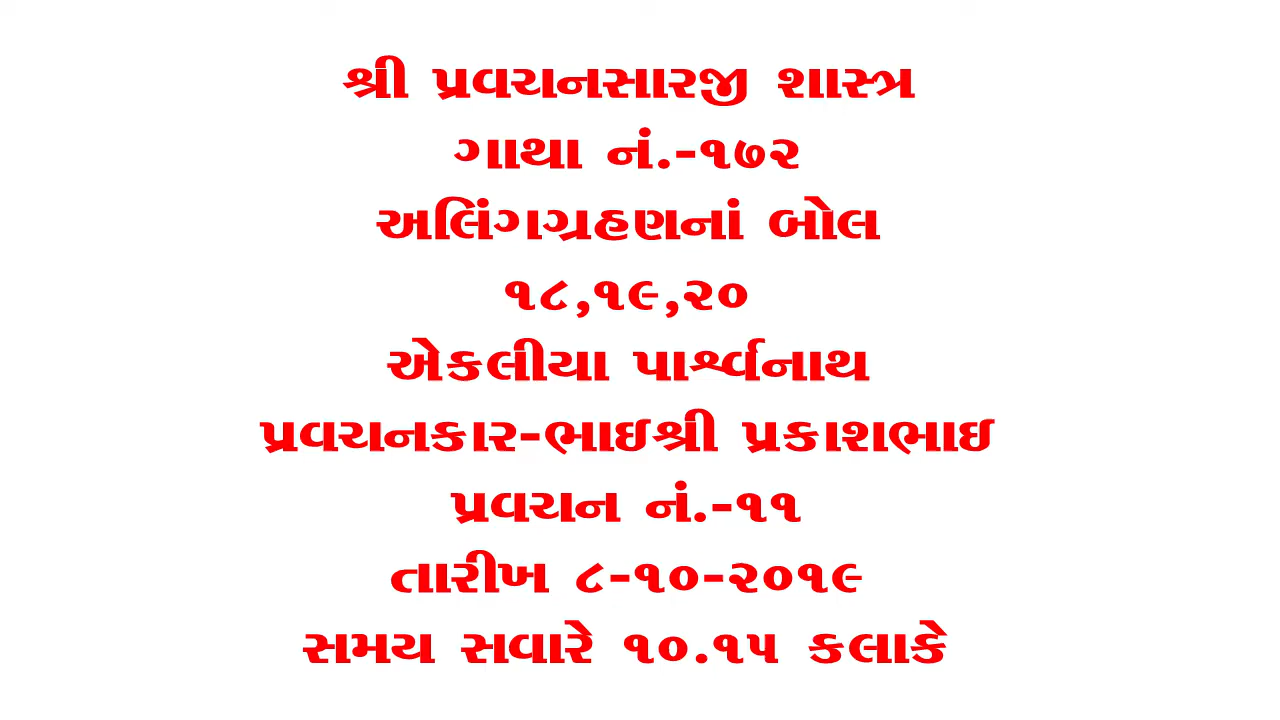 શ્રી પ્રવચનસારજી શાસ્ત્ર
ગાથા નં.-૧૭૨
અલિંગગ્રહણનાં બોલ
૧૮,૧૯,૨૦
એકલીયા પાર્શ્વનાથ
પ્રવચનકાર-ભાઇશ્રી પ્રકાશભાઇ
પ્રવચન નં.-૧૧
તારીખ ૮-૧૦-૨૦૧૯
સમય સવારે ૧૦.૧૫ કલાકે